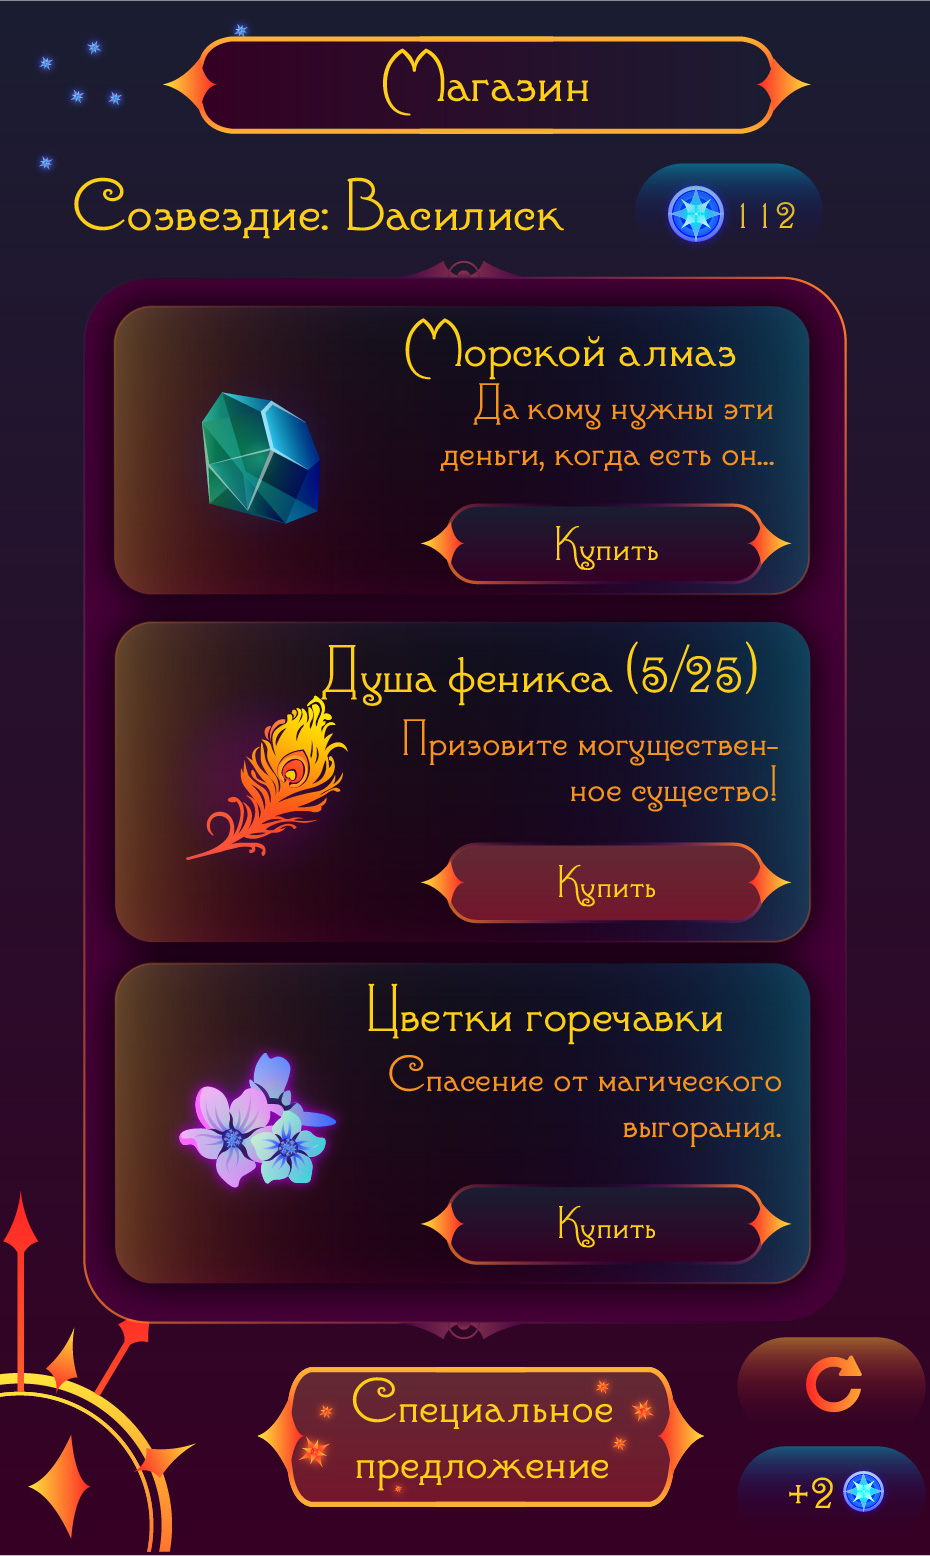 Магазин
Созвездие: Василиск
112
Морской алмаз
Да кому нужны эти
деньги, когда есть он...
Купить
Душа феникса (5/25)
Призовите могуществен-
ное существо!
Купить
Цветки горечавки
Спасение от магического
выгорания.
Купить
Специальное
предложение
+2